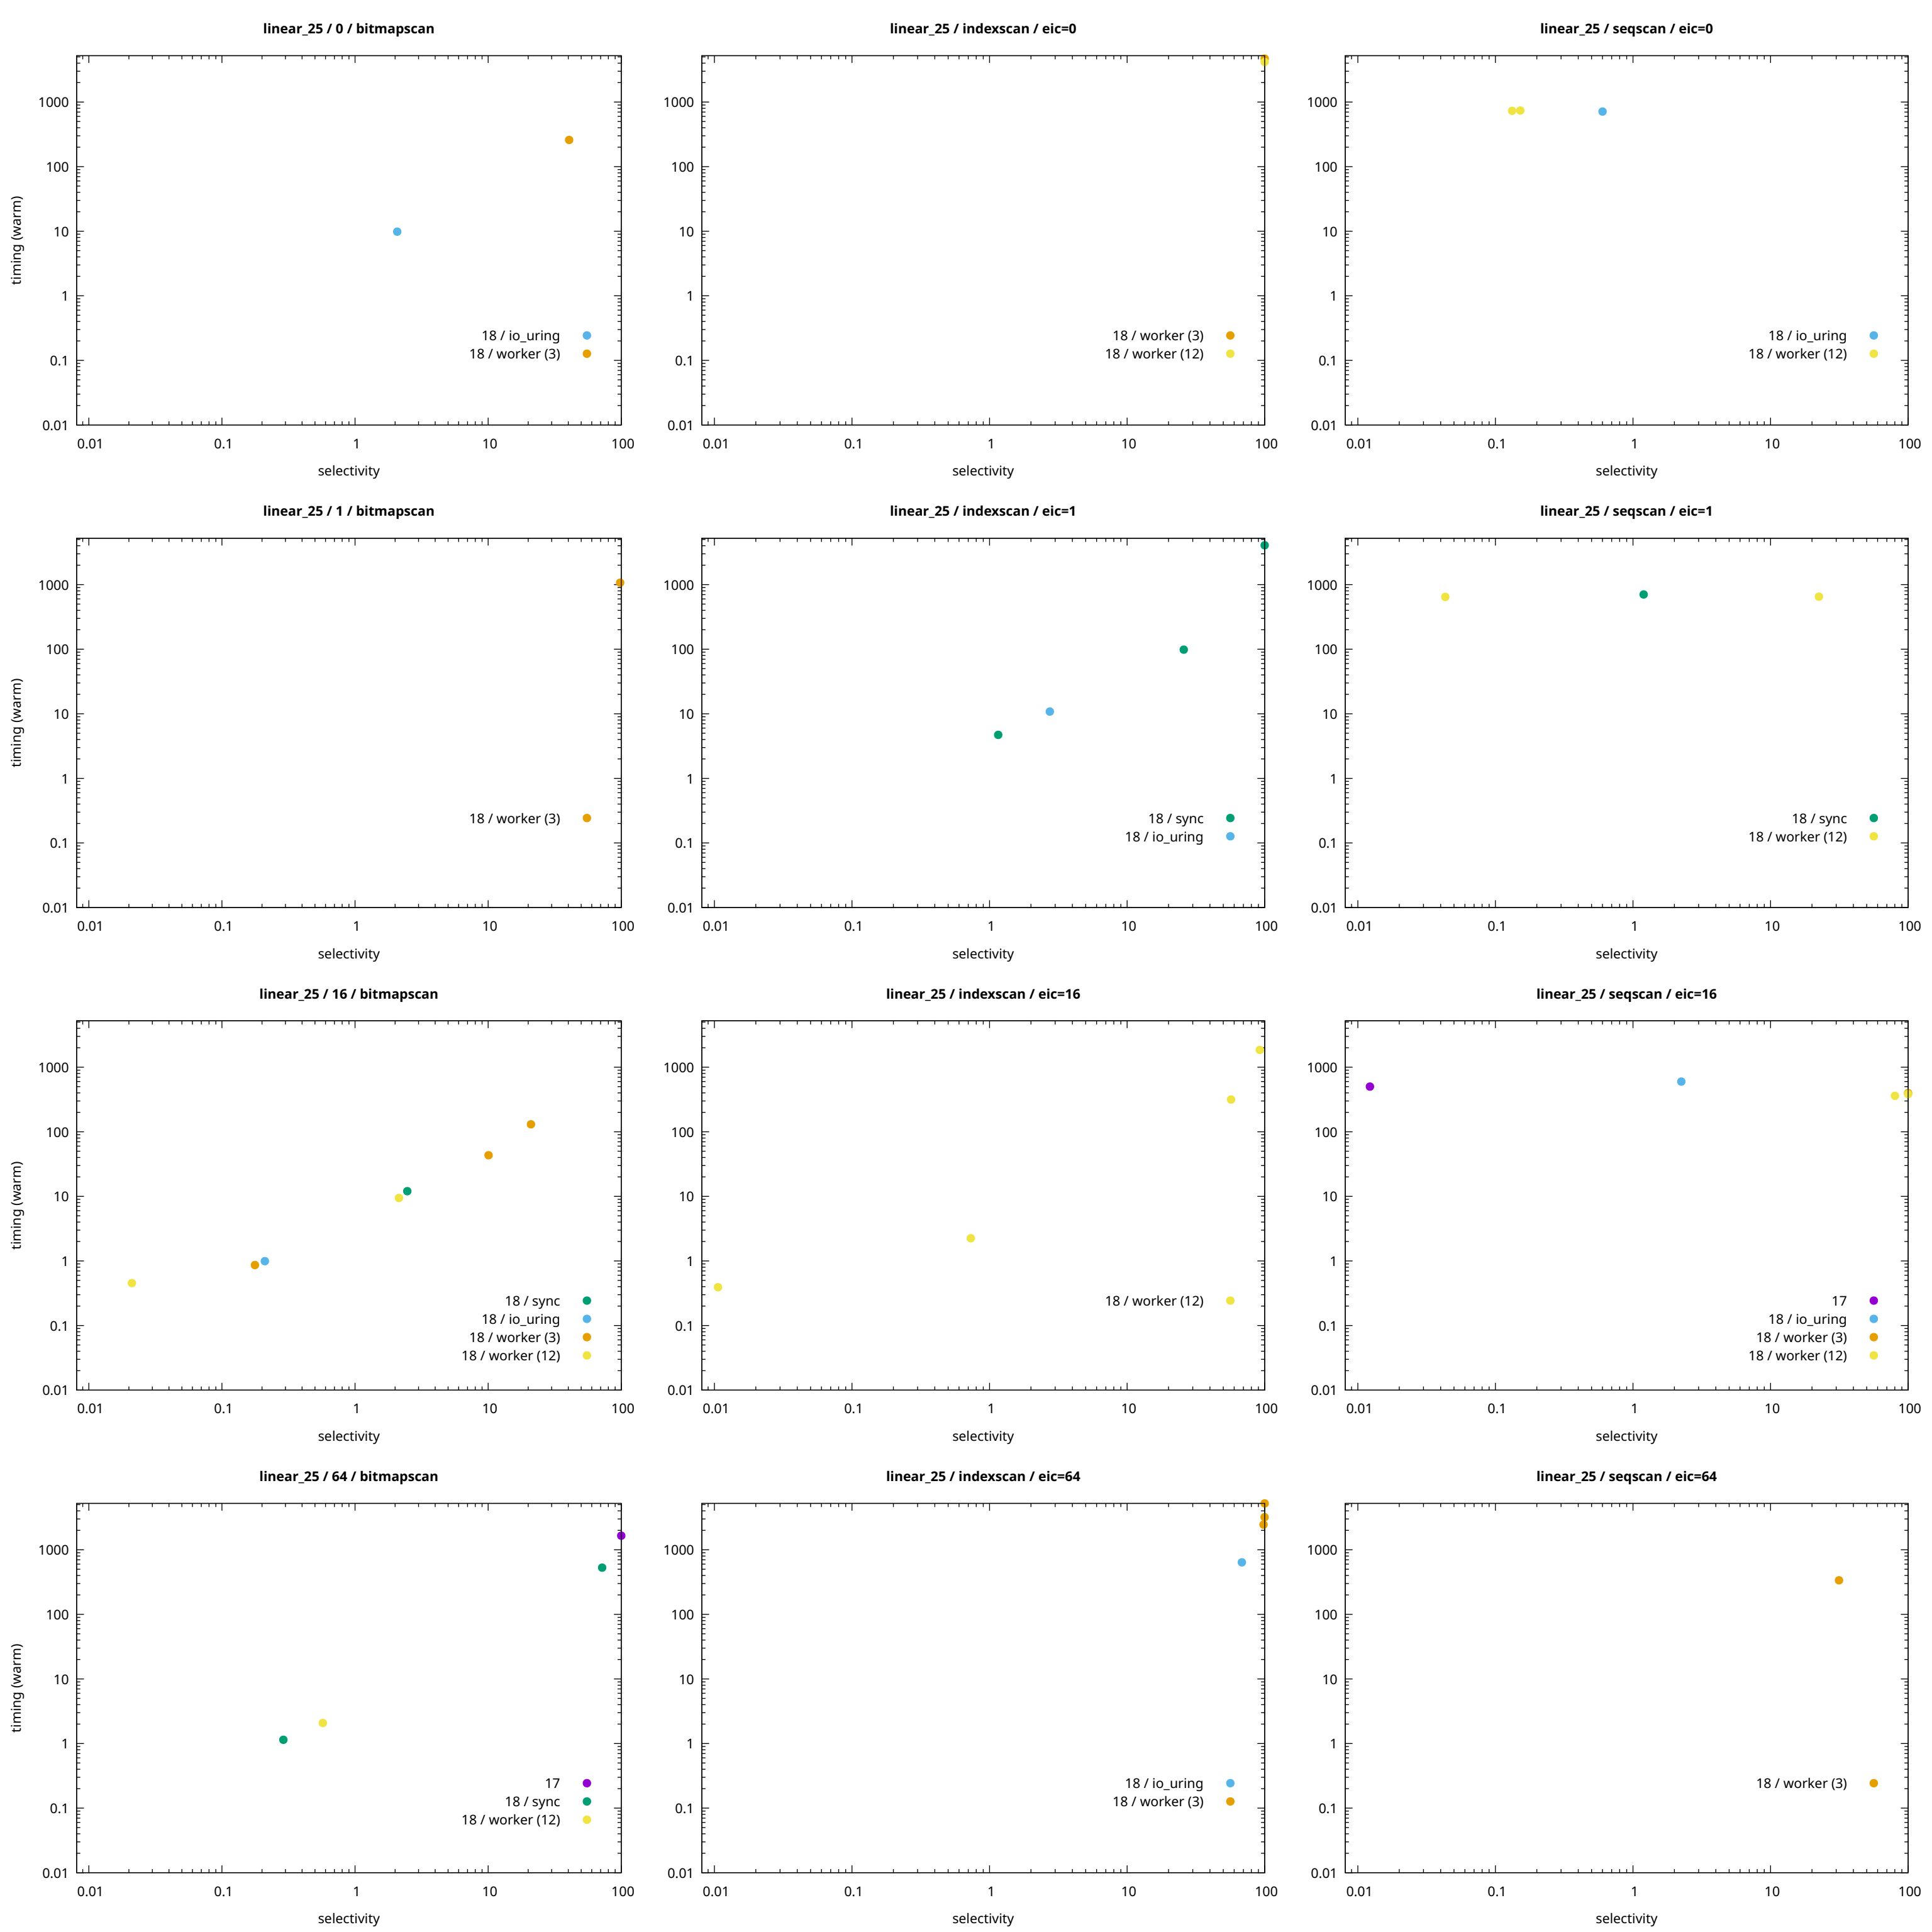 linear_25 / 0 / bitmapscan
timing (warm)
1000
100
10
1
0.1
0.01
18 / io_uring
18 / worker (3)
0.01 0.1 1 10 100
selectivity
linear_25 / indexscan / eic=0
1000
100
10
1
0.1
0.01
18 / worker (3)
18 / worker (12)
0.01 0.1 1 10 100
selectivity
linear_25 / seqscan / eic=0
1000
100
10
1
0.1
0.01
18 / io_uring
18 / worker (12)
0.01 0.1 1 10 100
selectivity
linear_25 / 1 / bitmapscan
timing (warm)
1000
100
10
1
0.1
0.01
18 / worker (3)
0.01 0.1 1 10 100
selectivity
linear_25 / indexscan / eic=1
1000
100
10
1
0.1
0.01
18 / sync
18 / io_uring
0.01 0.1 1 10 100
selectivity
linear_25 / seqscan / eic=1
1000
100
10
1
0.1
0.01
18 / sync
18 / worker (12)
0.01 0.1 1 10 100
selectivity
linear_25 / 16 / bitmapscan
timing (warm)
1000
100
10
1
0.1
0.01
18 / sync
18 / io_uring
18 / worker (3)
18 / worker (12)
0.01 0.1 1 10 100
selectivity
linear_25 / indexscan / eic=16
1000
100
10
1
0.1
0.01
18 / worker (12)
0.01 0.1 1 10 100
selectivity
linear_25 / seqscan / eic=16
1000
100
10
1
0.1
0.01
17
18 / io_uring
18 / worker (3)
18 / worker (12)
0.01 0.1 1 10 100
selectivity
linear_25 / 64 / bitmapscan
timing (warm)
1000
100
10
1
0.1
0.01
17
18 / sync
18 / worker (12)
0.01 0.1 1 10 100
selectivity
linear_25 / indexscan / eic=64
1000
100
10
1
0.1
0.01
18 / io_uring
18 / worker (3)
0.01 0.1 1 10 100
selectivity
linear_25 / seqscan / eic=64
1000
100
10
1
0.1
0.01
18 / worker (3)
0.01 0.1 1 10 100
selectivity